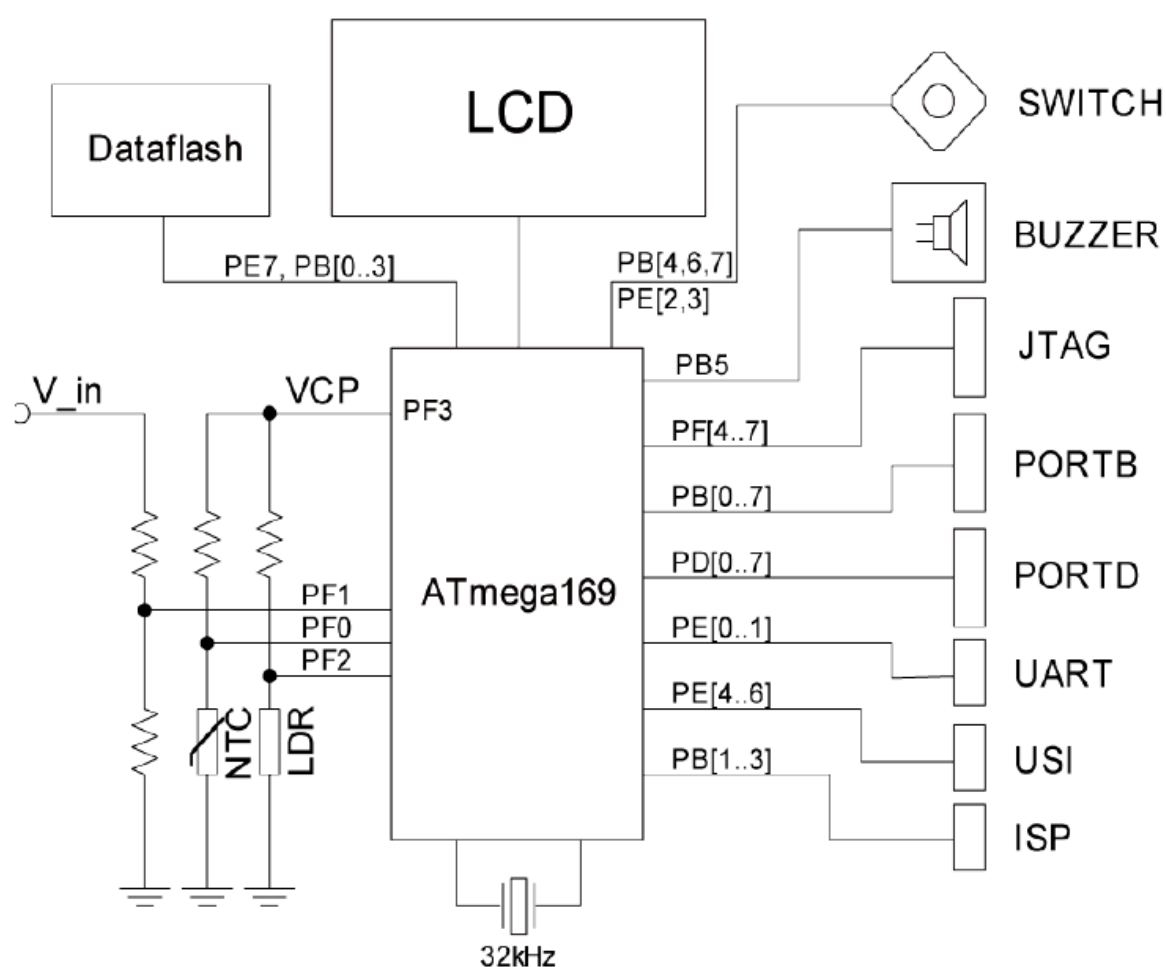 LCD
SWITCH
Dataflash
BUZZER
PE7, PB[0..3]
PB[4,6,7]
PE[2,3]
JTAG
PB5
V_in
VCP
PF3
PF[4..7]
PORTB
PB[0..7]
PD[0..7]
PORTD
ATmega169
PF1
PF0
PF2
PE[0..1]
UART
PE[4..6]
NTC
LDR
PB[1..3]
USI
ISP
32kHz